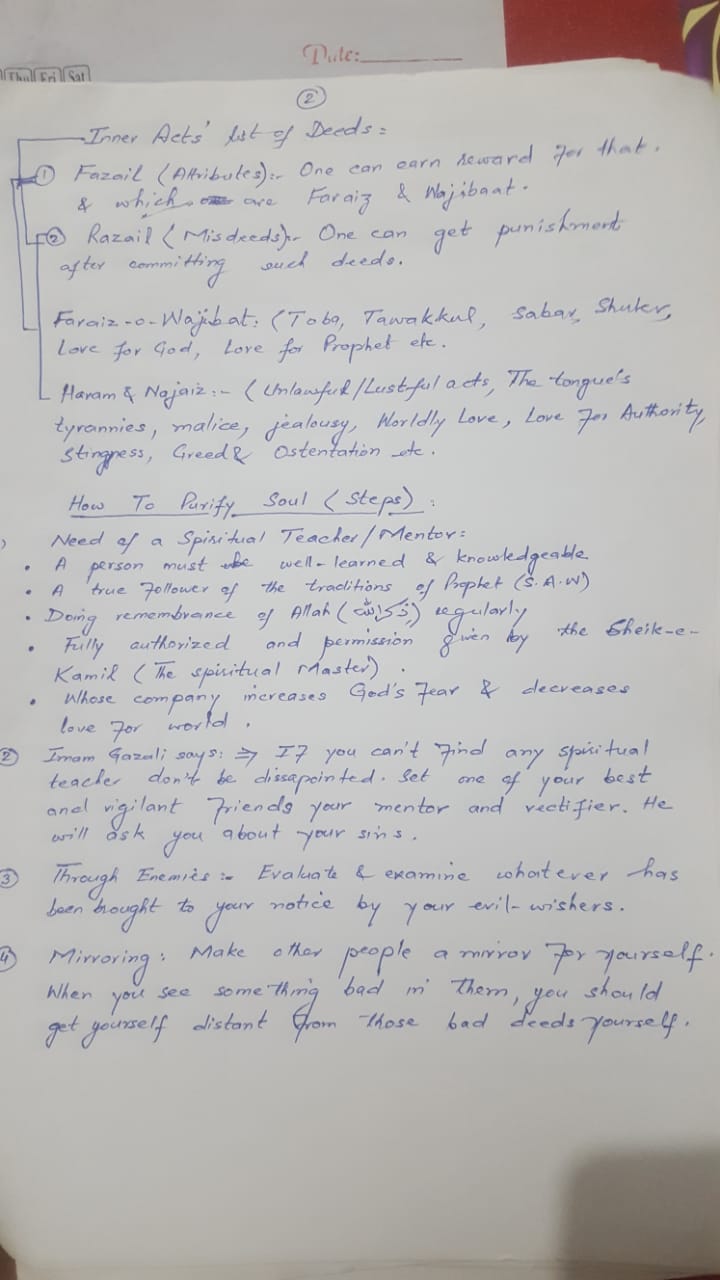 Date:
Thu Fri Sat
2
Inner Acts' list of Deeds:
① Fazail (Attributes):- One can earn reward for that.
& which are Faraiz & Wajibaat.
② Razail (Misdeeds):- One can get punishment
after committing such deeds.
Faraiz-o-Wajibat: (Toba, Tawakkul, Sabar, Shuker,
Love for God, Love for Prophet etc.
Haram & Najaiz:- (Unlawful/Lustful acts, The tongue's
tyrannies, malice, jealousy, Worldly Love, Love For Authority,
Stingness, Greed & Ostentation etc.
How To Purify Soul (Steps):
Need of a Spisitual Teacher/Mentor:
• A person must be well-learned & knowledgeable
• A true Follower of the traditions of Prophet (S.A.W)
• Doing remembrance of Allah (ذکر اللہ) regularly
• Fully authorized and permission given by the Sheik-e-
Kamil (The spiritual Master).
• Whose company increases God's Fear & decreases
love For world.
② Imam Gazali says: ⇒ If you can't Find any spiritual
teacher don't be dissapointed. Set one of your best
and vigilant Friends your mentor and rectifier. He
will ask you about your sins.
③ Through Enemies:- Evaluate & examine whatever has
been brought to your notice by your evil-wishers.
④ Mirroring: Make other people a mirror For yourself.
When you see something bad in them, you should
get yourself distant from those bad deeds yourself.